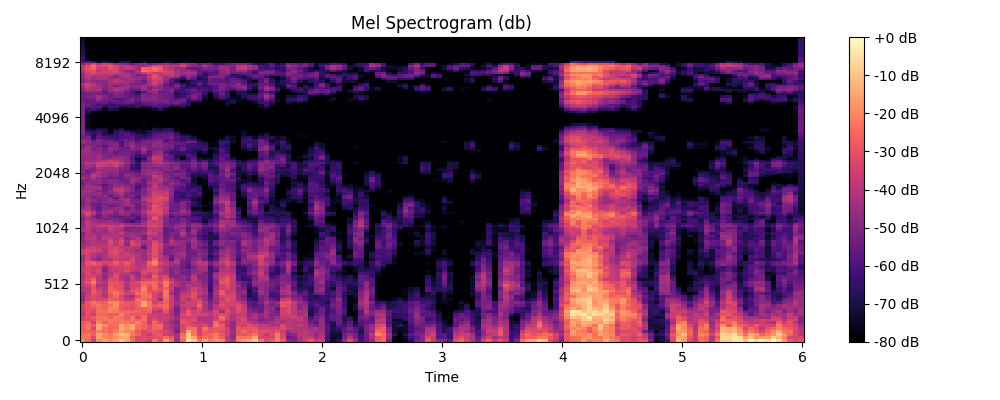 Mel Spectrogram (db)
Hz
8192
4096
2048
1024
512
0
0 1 2 3 4 5 6
Time
+0 dB
-10 dB
-20 dB
-30 dB
-40 dB
-50 dB
-60 dB
-70 dB
-80 dB